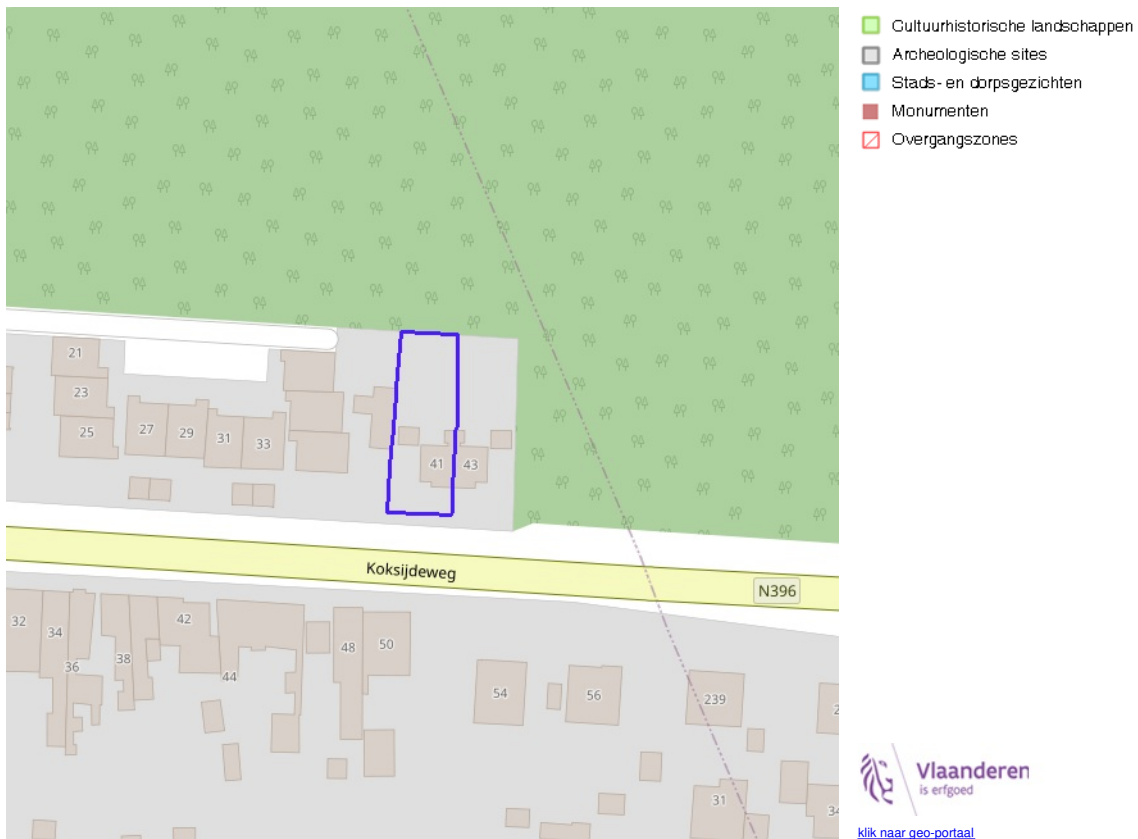 Cultuurhistorische landschappen
Archeologische sites
Stads- en dorpsgezichten
Monumenten
Overgangszones
21
23
25
27
29
31
33
41
43
Koksijdeweg
N396
32
34
36
38
42
44
48
50
54
56
239
31
Vlaanderen
is erfgoed
klik naar geo-portaal